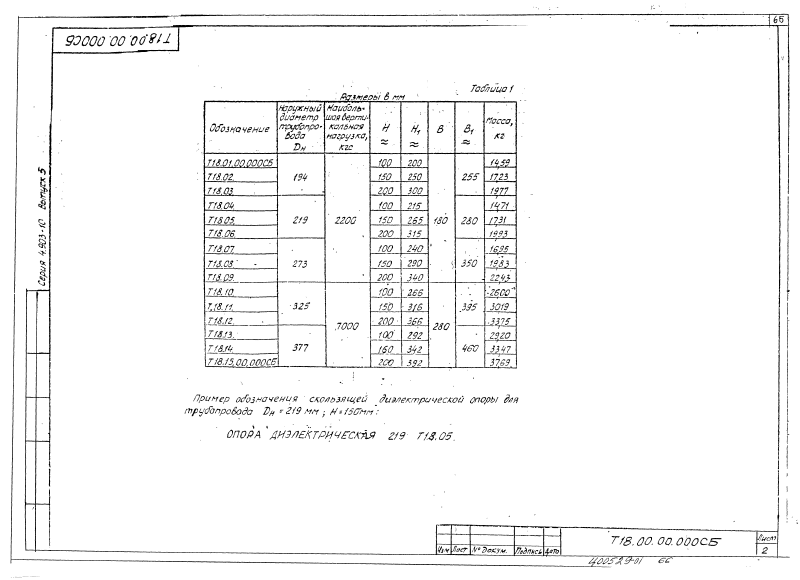 65
Т18.00.00.000СБ
Серия 4.903-10 Выпуск 5
Таблица 1
Размеры в мм
Обозначение | Наружный диаметр трубопровода Dн | Наибольшая вертикальная нагрузка, кгс | H ≈ | H1 ≈ | B | B1 ≈ | Масса, кг
Т18.01.00.000СБ | 194 | 2200 | 100 | 200 | 180 | 255 | 14,59
Т18.02. | 150 | 250 | 17,23
Т18.03. | 200 | 300 | 19,77
Т18.04. | 219 | 100 | 215 | 280 | 14,71
Т18.05. | 150 | 265 | 17,31
Т18.06. | 200 | 315 | 19,93
Т18.07. | 273 | 100 | 240 | 350 | 16,95
Т18.08. | 150 | 290 | 19,83
Т18.09. | 200 | 340 | 22,43
Т18.10. | 325 | 7000 | 100 | 266 | 280 | 395 | 26,00
Т.18.11. | 150 | 316 | 30,19
Т18.12. | 200 | 366 | 33,75
Т18.13. | 377 | 100 | 292 | 460 | 29,20
Т18.14. | 150 | 342 | 33,47
Т18.15.00.000СБ | 200 | 392 | 37,69
Пример обозначения скользящей диэлектрической опоры для
трубопровода Dн = 219 мм ; H = 150мм:
ОПОРА ДИЭЛЕКТРИЧЕСКАЯ 219 Т18.05.
Изм Лист № Докум. Подпись Дата
Т18.00.00.000СБ
Лист
2
Ц00529-01 66